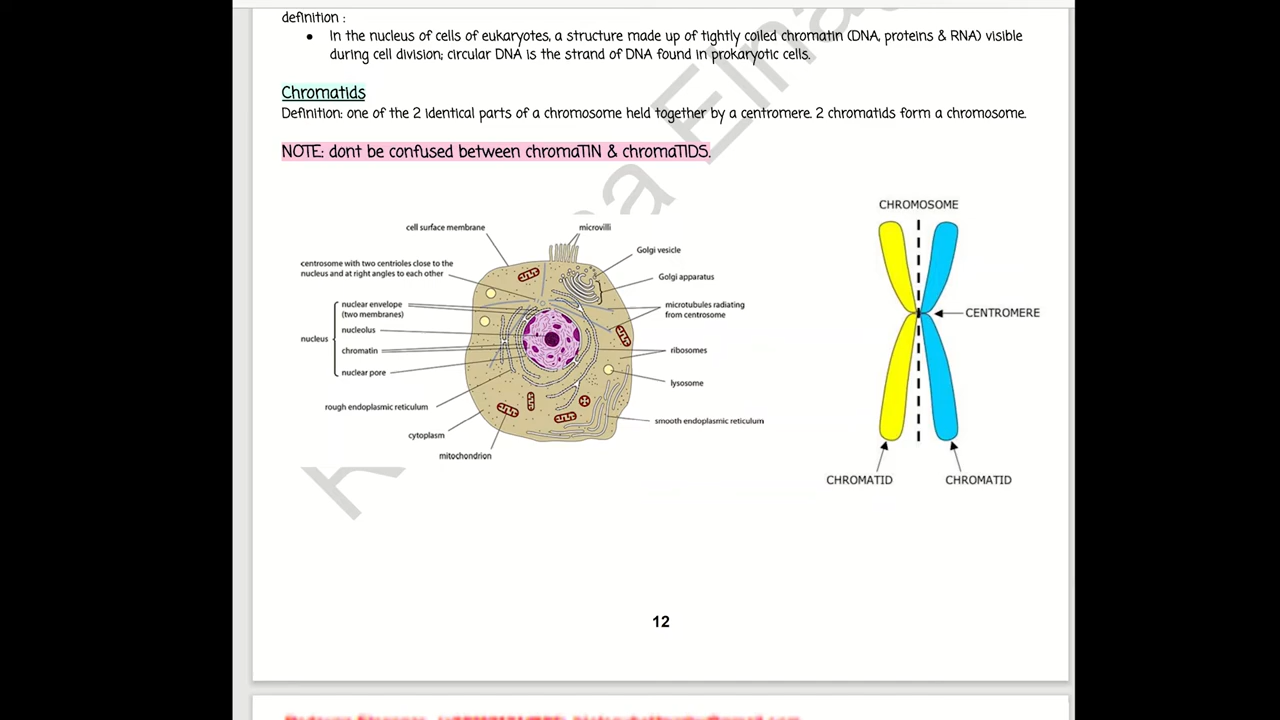 definition :
• In the nucleus of cells of eukaryotes, a structure made up of tightly coiled chromatin (DNA, proteins & RNA) visible
during cell division; circular DNA is the strand of DNA found in prokaryotic cells.
Chromatids
Definition: one of the 2 identical parts of a chromosome held together by a centromere. 2 chromatids form a chromosome.
NOTE: dont be confused between chromaTIN & chromaTIDS.
cell surface membrane
microvilli
Golgi vesicle
centrosome with two centrioles close to the
nucleus and at right angles to each other
Golgi apparatus
nuclear envelope
(two membranes)
microtubules radiating
from centrosome
nucleolus
nucleus
chromatin
ribosomes
nuclear pore
lysosome
rough endoplasmic reticulum
smooth endoplasmic reticulum
cytoplasm
mitochondrion
CHROMOSOME
CENTROMERE
CHROMATID
CHROMATID
12